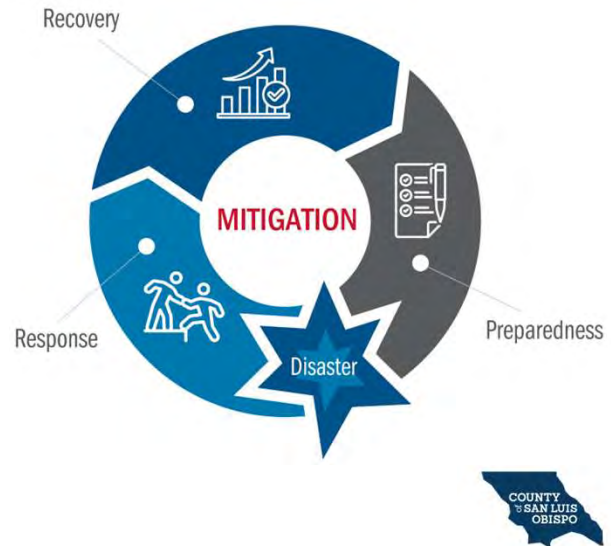 Recovery
MITIGATION
Preparedness
Response
Disaster
COUNTY
OF SAN LUIS
OBISPO